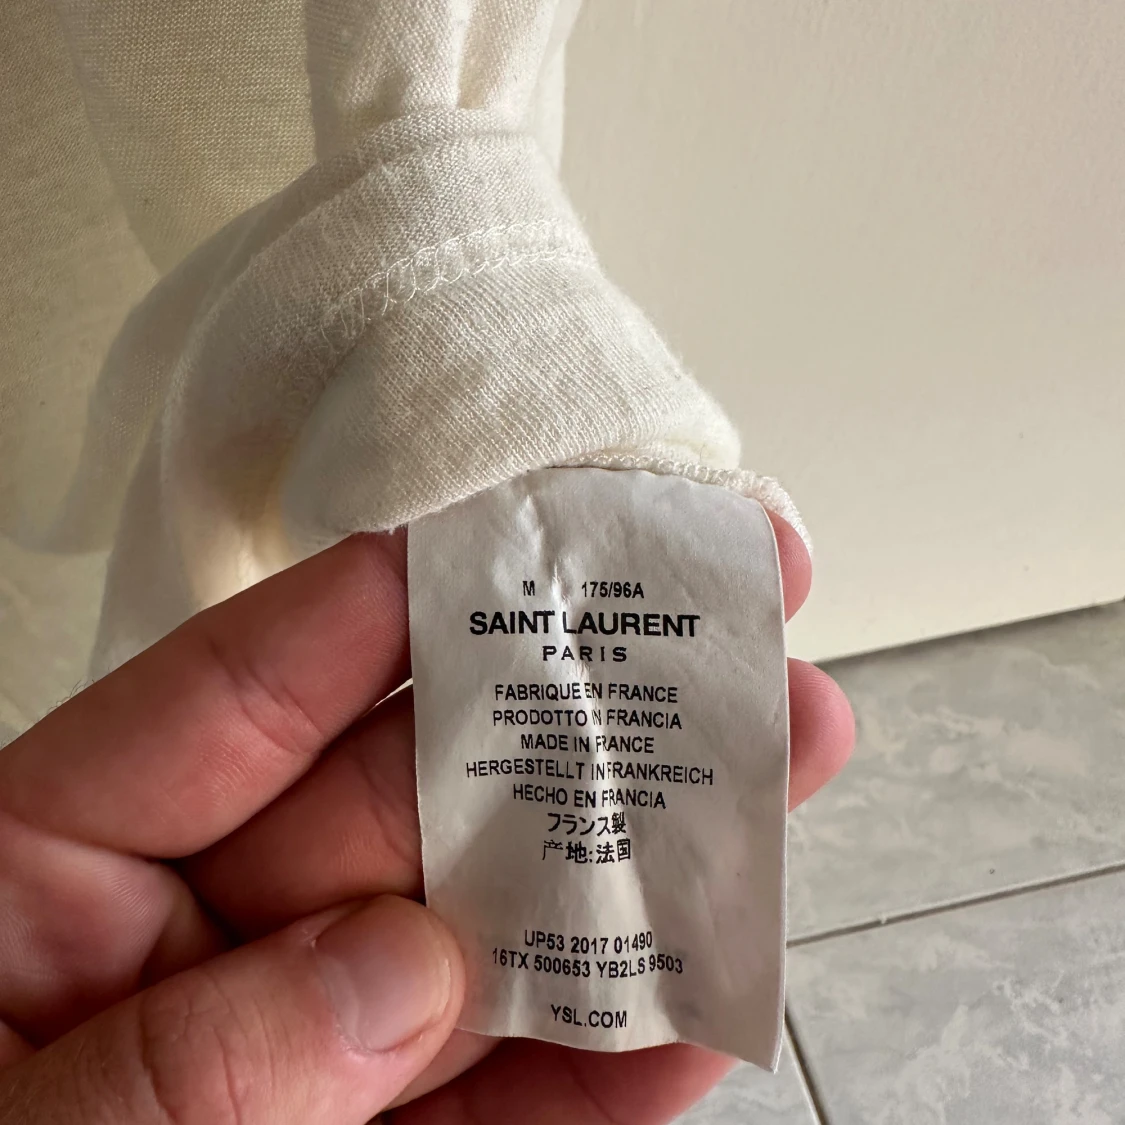 M 175/96A
SAINT LAURENT
PARIS
FABRIQUE EN FRANCE
PRODOTTO IN FRANCIA
MADE IN FRANCE
HERGESTELLT IN FRANKREICH
HECHO EN FRANCIA
フランス製
产地:法国
UP53 2017 01490
16TX 500653 YB2LS 9503
YSL.COM